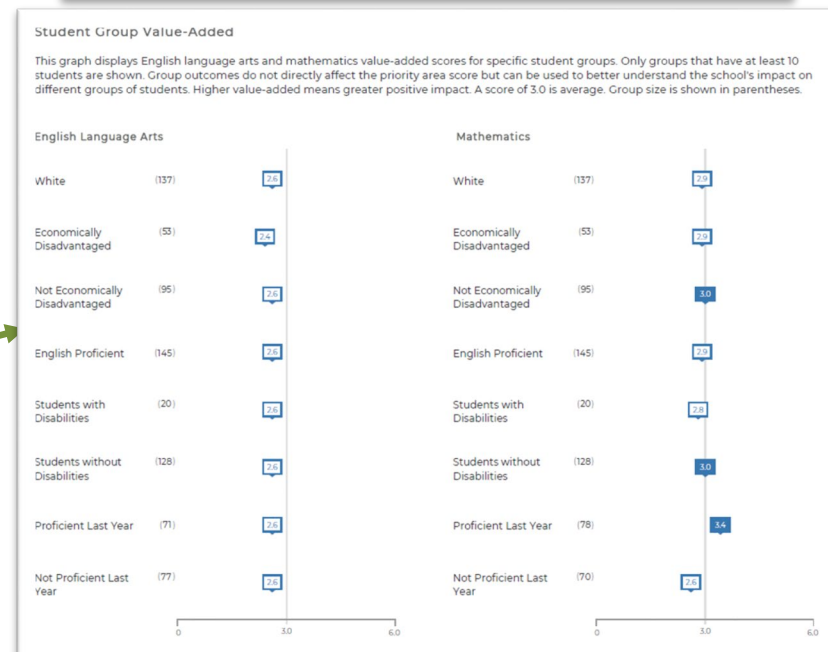 Student Group Value-Added
This graph displays English language arts and mathematics value-added scores for specific student groups. Only groups that have at least 10
students are shown. Group outcomes do not directly affect the priority area score but can be used to better understand the school's impact on
different groups of students. Higher value-added means greater positive impact. A score of 3.0 is average. Group size is shown in parentheses.
English Language Arts
White (137) 2.6
Economically (53) 2.4
Disadvantaged
Not Economically (95) 2.6
Disadvantaged
English Proficient (145) 2.6
Students with (20) 2.6
Disabilities
Students without (128) 2.6
Disabilities
Proficient Last Year (71) 2.6
Not Proficient Last (77) 2.6
Year
0 3.0 6.0
Mathematics
White (137) 2.9
Economically (53) 2.9
Disadvantaged
Not Economically (95) 3.0
Disadvantaged
English Proficient (145) 2.9
Students with (20) 2.8
Disabilities
Students without (128) 3.0
Disabilities
Proficient Last Year (78) 3.4
Not Proficient Last (70) 2.6
Year
0 3.0 6.0